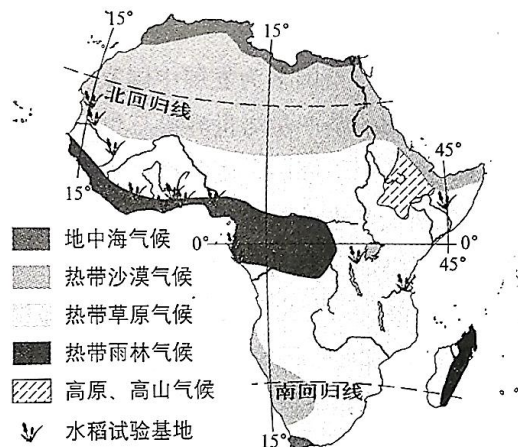 15°
15°
北回归线
45°
15°
0°
0°
45°
地中海气候
热带沙漠气候
热带草原气候
热带雨林气候
高原、高山气候
水稻试验基地
南回归线
15°